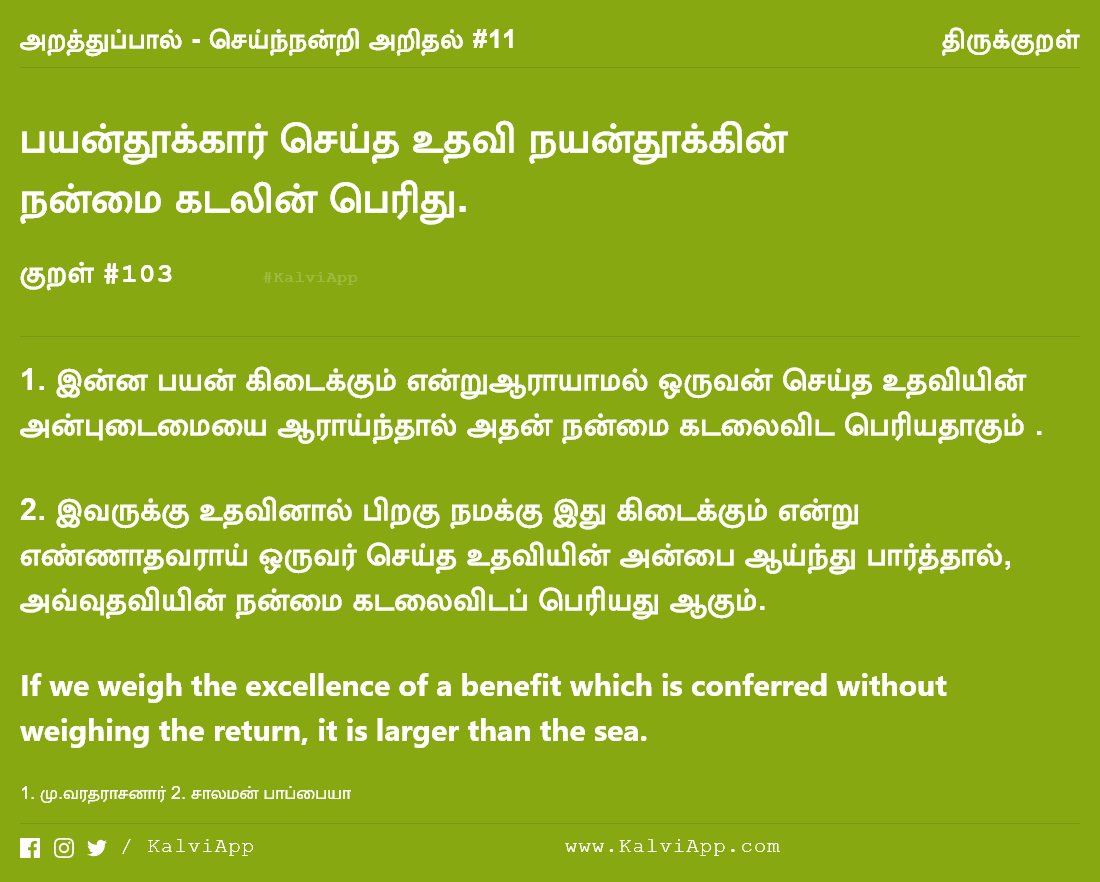 அறத்துப்பால் - செய்ந்நன்றி அறிதல் #11 திருக்குறள்
பயன்தூக்கார் செய்த உதவி நயன்தூக்கின்
நன்மை கடலின் பெரிது.
குறள் #103 #KalviApp
1. இன்ன பயன் கிடைக்கும் என்றுஆராயாமல் ஒருவன் செய்த உதவியின்
அன்புடைமையை ஆராய்ந்தால் அதன் நன்மை கடலைவிட பெரியதாகும் .
2. இவருக்கு உதவினால் பிறகு நமக்கு இது கிடைக்கும் என்று
எண்ணாதவராய் ஒருவர் செய்த உதவியின் அன்பை ஆய்ந்து பார்த்தால்,
அவ்வுதவியின் நன்மை கடலைவிடப் பெரியது ஆகும்.
If we weigh the excellence of a benefit which is conferred without
weighing the return, it is larger than the sea.
1. மு.வரதராசனார் 2. சாலமன் பாப்பையா
/ KalviApp www.KalviApp.com